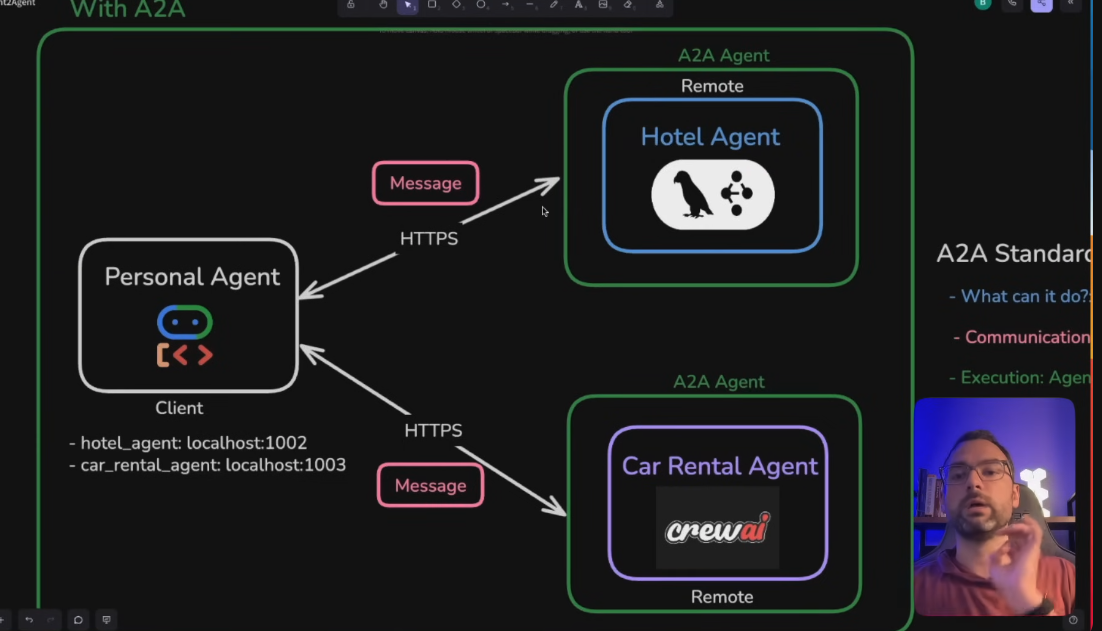 nt2Agent
With A2A
A2A Agent
Remote
Hotel Agent
Message
HTTPS
Personal Agent
Client
- hotel_agent: localhost:1002
- car_rental_agent: localhost:1003
HTTPS
Message
A2A Agent
Car Rental Agent
crewai
Remote
A2A Standard
- What can it do?:
- Communication
- Execution: Agen
B